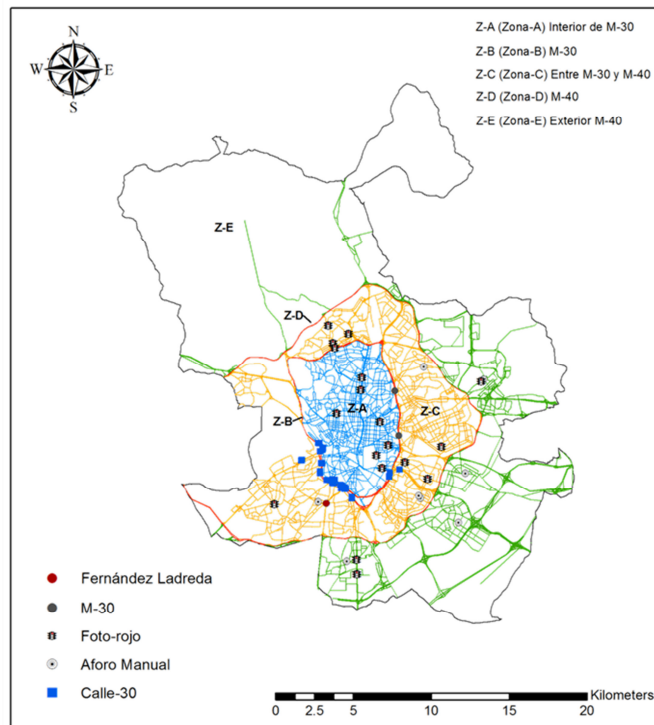 N
W E
S
Z-A (Zona-A) Interior de M-30
Z-B (Zona-B) M-30
Z-C (Zona-C) Entre M-30 y M-40
Z-D (Zona-D) M-40
Z-E (Zona-E) Exterior M-40
Z-E
Z-D
Z-A
Z-C
Z-B
Fernández Ladreda
M-30
Foto-rojo
Aforo Manual
Calle-30
Kilometers
0 2.5 5 10 15 20